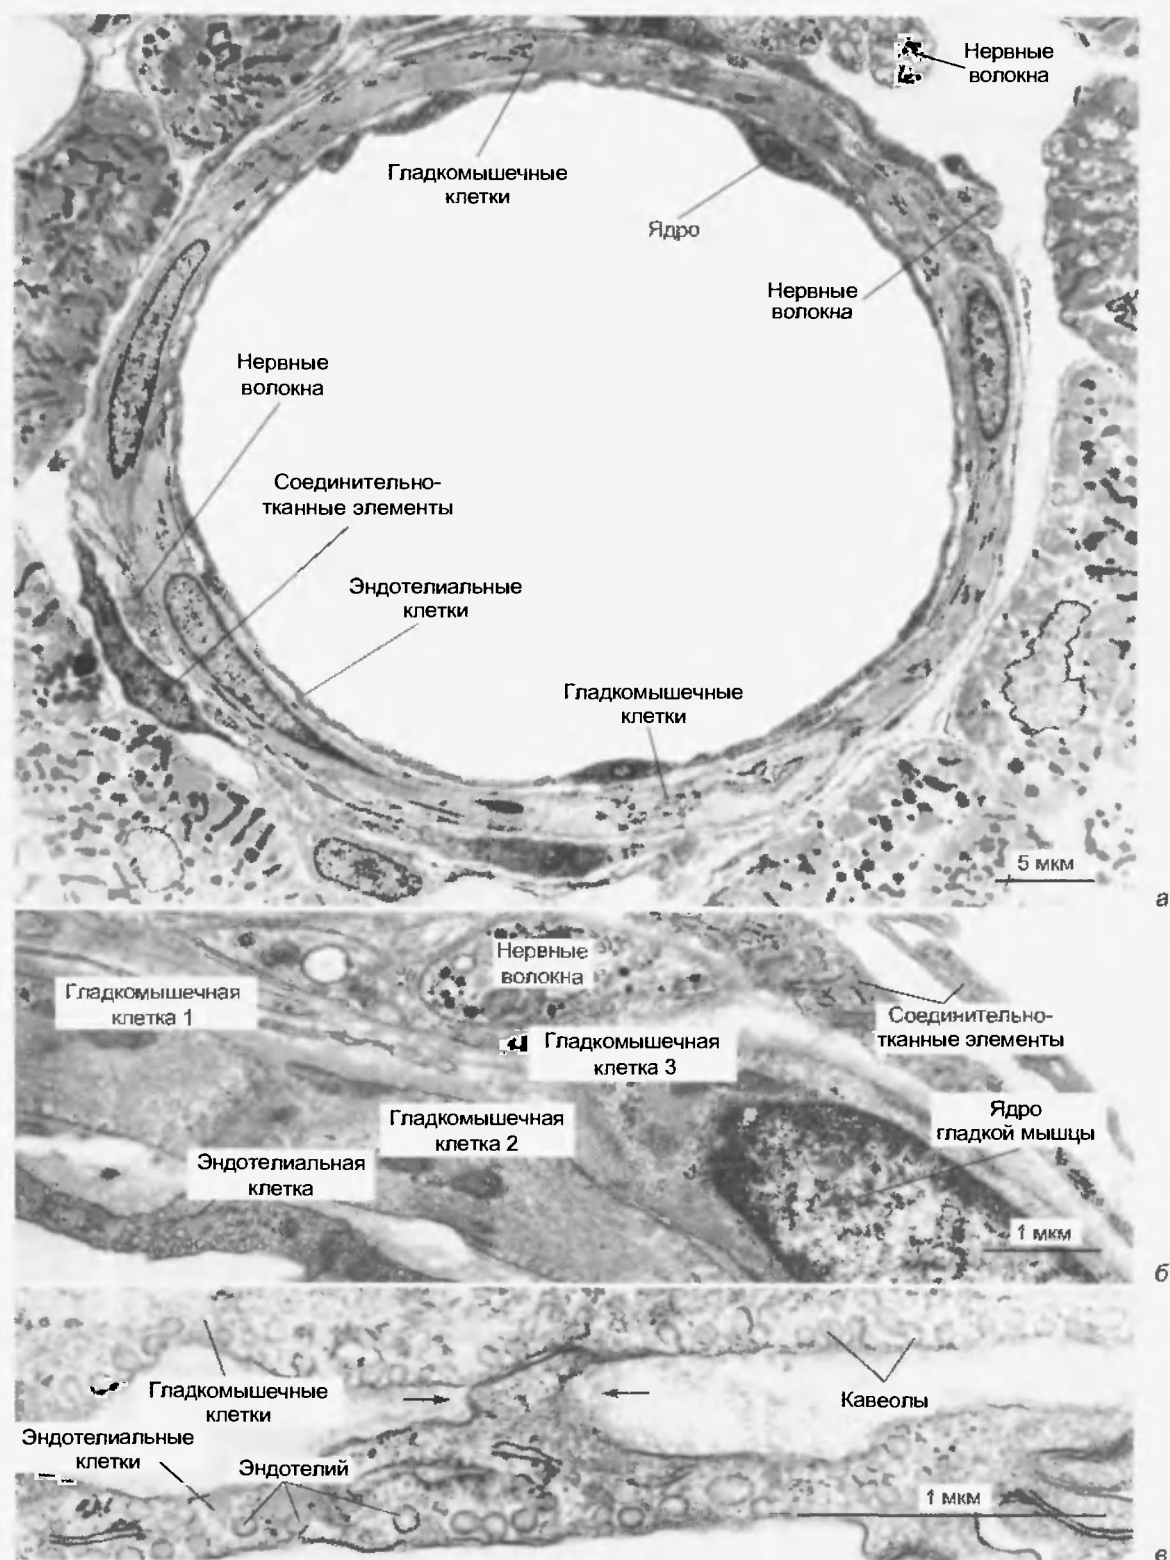 Нервные
волокна
Гладкомышечные
клетки
Ядро
Нервные
волокна
Нервные
волокна
Соединительно-
тканные элементы
Эндотелиальные
клетки
Гладкомышечные
клетки
5 мкм
а
Нервные
волокна
Гладкомышечная
клетка 1
Соединительно-
тканные элементы
Гладкомышечная
клетка 3
Гладкомышечная
клетка 2
Ядро
гладкой мышцы
Эндотелиальная
клетка
1 мкм
б
Гладкомышечные
клетки
Кавеолы
Эндотелиальные
клетки
Эндотелий
1 мкм
в